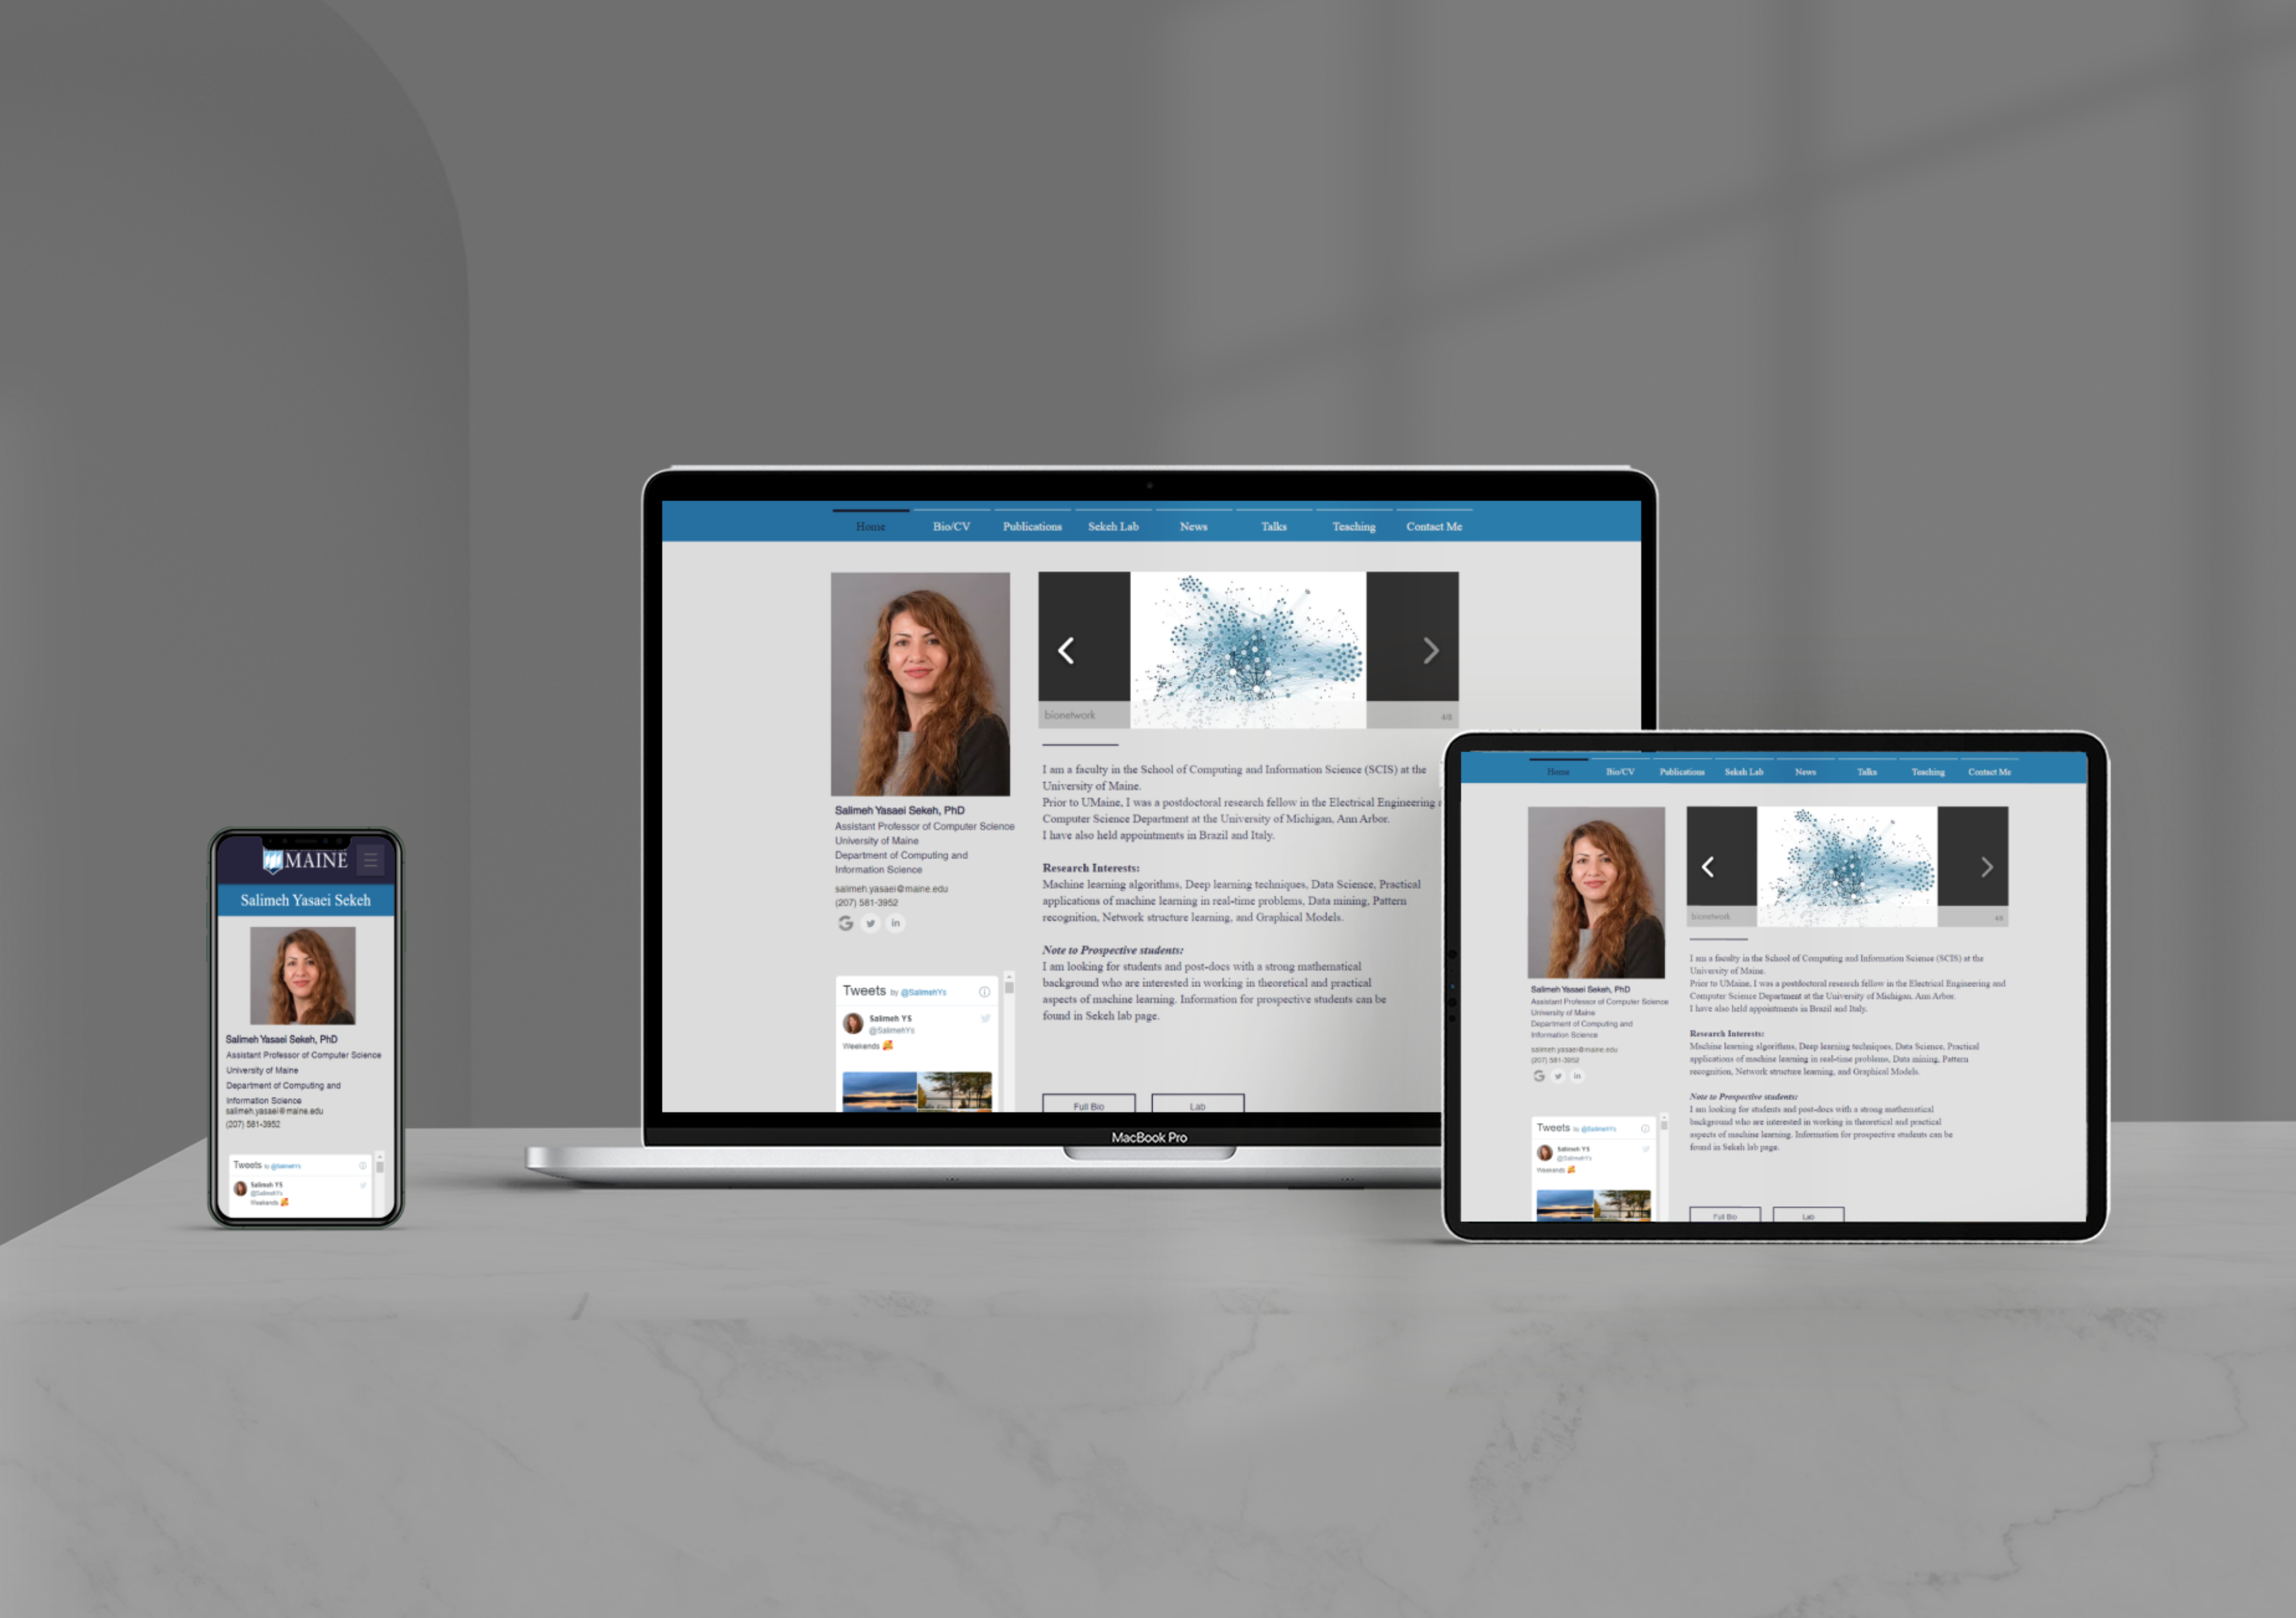 MAINE
Salimeh Yasaei Sekeh
Salimeh Yasaei Sekeh, PhD
Assistant Professor of Computer Science
University of Maine
Department of Computing and
Information Science
salimeh.yasaei@maine.edu
(207) 581-3952
Tweets by @SalimehYs
Salimeh YS
@SalimehYs
Weekends 🥰
Home Bio/CV Publications Sekeh Lab News Talks Teaching Contact Me
bionetwork
4/8
Salimeh Yasaei Sekeh, PhD
Assistant Professor of Computer Science
University of Maine
Department of Computing and
Information Science
salimeh.yasaei@maine.edu
(207) 581-3952
G in
Tweets by @SalimehYs
Salimeh YS
@SalimehYs
Weekends 🥰
I am a faculty in the School of Computing and Information Science (SCIS) at the
University of Maine.
Prior to UMaine, I was a postdoctoral research fellow in the Electrical Engineering
Computer Science Department at the University of Michigan, Ann Arbor.
I have also held appointments in Brazil and Italy.
Research Interests:
Machine learning algorithms, Deep learning techniques, Data Science, Practical
applications of machine learning in real-time problems, Data mining, Pattern
recognition, Network structure learning, and Graphical Models.
Note to Prospective students:
I am looking for students and post-docs with a strong mathematical
background who are interested in working in theoretical and practical
aspects of machine learning. Information for prospective students can be
found in Sekeh lab page.
Full Bio Lab
MacBook Pro
Home Bio/CV Publications Sekeh Lab News Talks Teaching Contact Me
bionetwork
4/8
Salimeh Yasaei Sekeh, PhD
Assistant Professor of Computer Science
University of Maine
Department of Computing and
Information Science
salimeh.yasaei@maine.edu
(207) 581-3952
G in
Tweets by @SalimehYs
Salimeh YS
@SalimehYs
Weekends 🥰
I am a faculty in the School of Computing and Information Science (SCIS) at the
University of Maine.
Prior to UMaine, I was a postdoctoral research fellow in the Electrical Engineering and
Computer Science Department at the University of Michigan, Ann Arbor.
I have also held appointments in Brazil and Italy.
Research Interests:
Machine learning algorithms, Deep learning techniques, Data Science, Practical
applications of machine learning in real-time problems, Data mining, Pattern
recognition, Network structure learning, and Graphical Models.
Note to Prospective students:
I am looking for students and post-docs with a strong mathematical
background who are interested in working in theoretical and practical
aspects of machine learning. Information for prospective students can be
found in Sekeh lab page.
Full Bio Lab